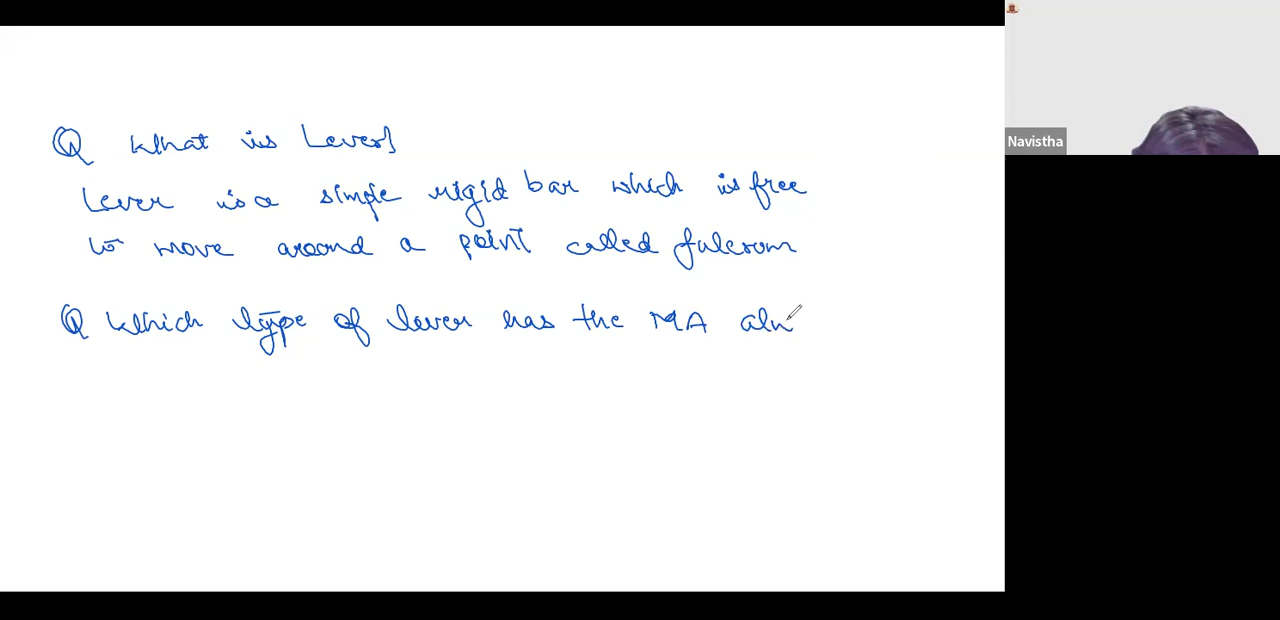 Q What is Lever?
Lever is a simple rigid bar which is free
to move around a point called fulcrum
Q Which type of lever has the MA alw
Navistha